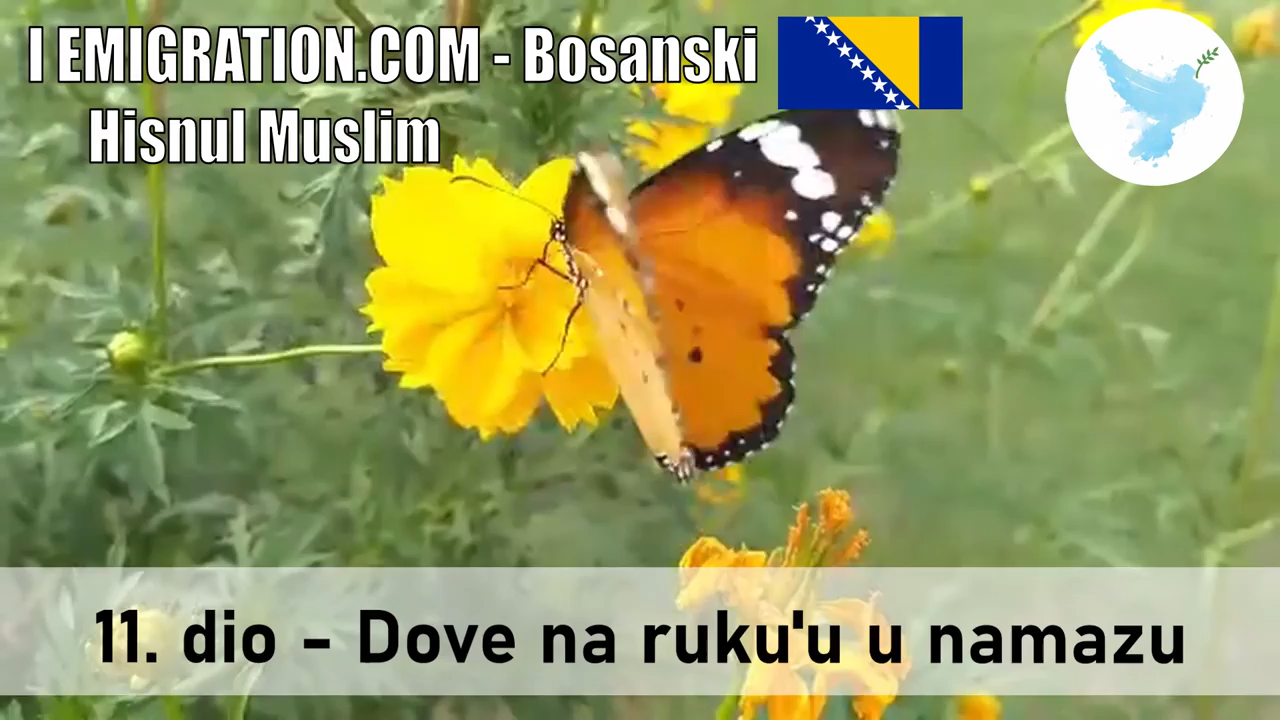 I EMIGRATION.COM - Bosanski
Hisnul Muslim
11. dio - Dove na ruku'u u namazu